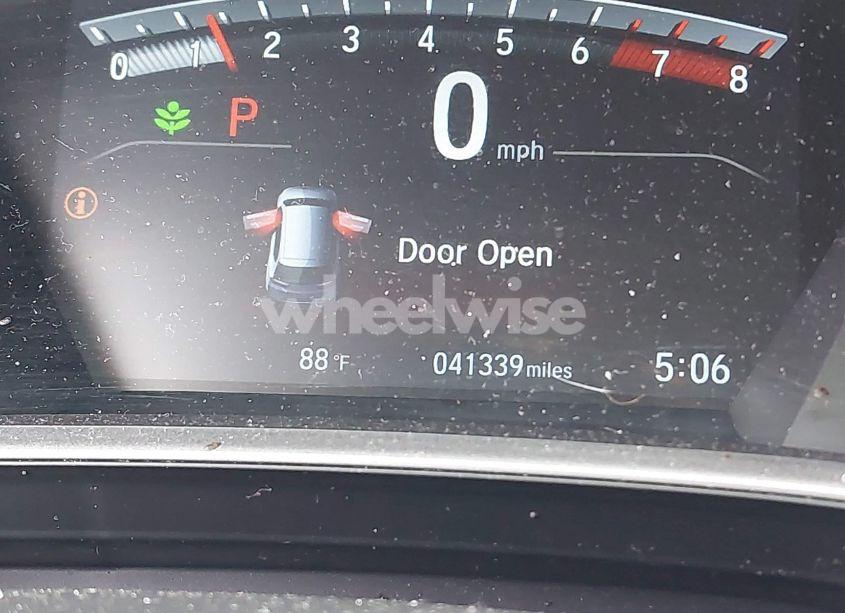 0 1 2 3 4 5 6 7 8
P
0 mph
i
Door Open
wheelwise
88°F 041339 miles 5:06